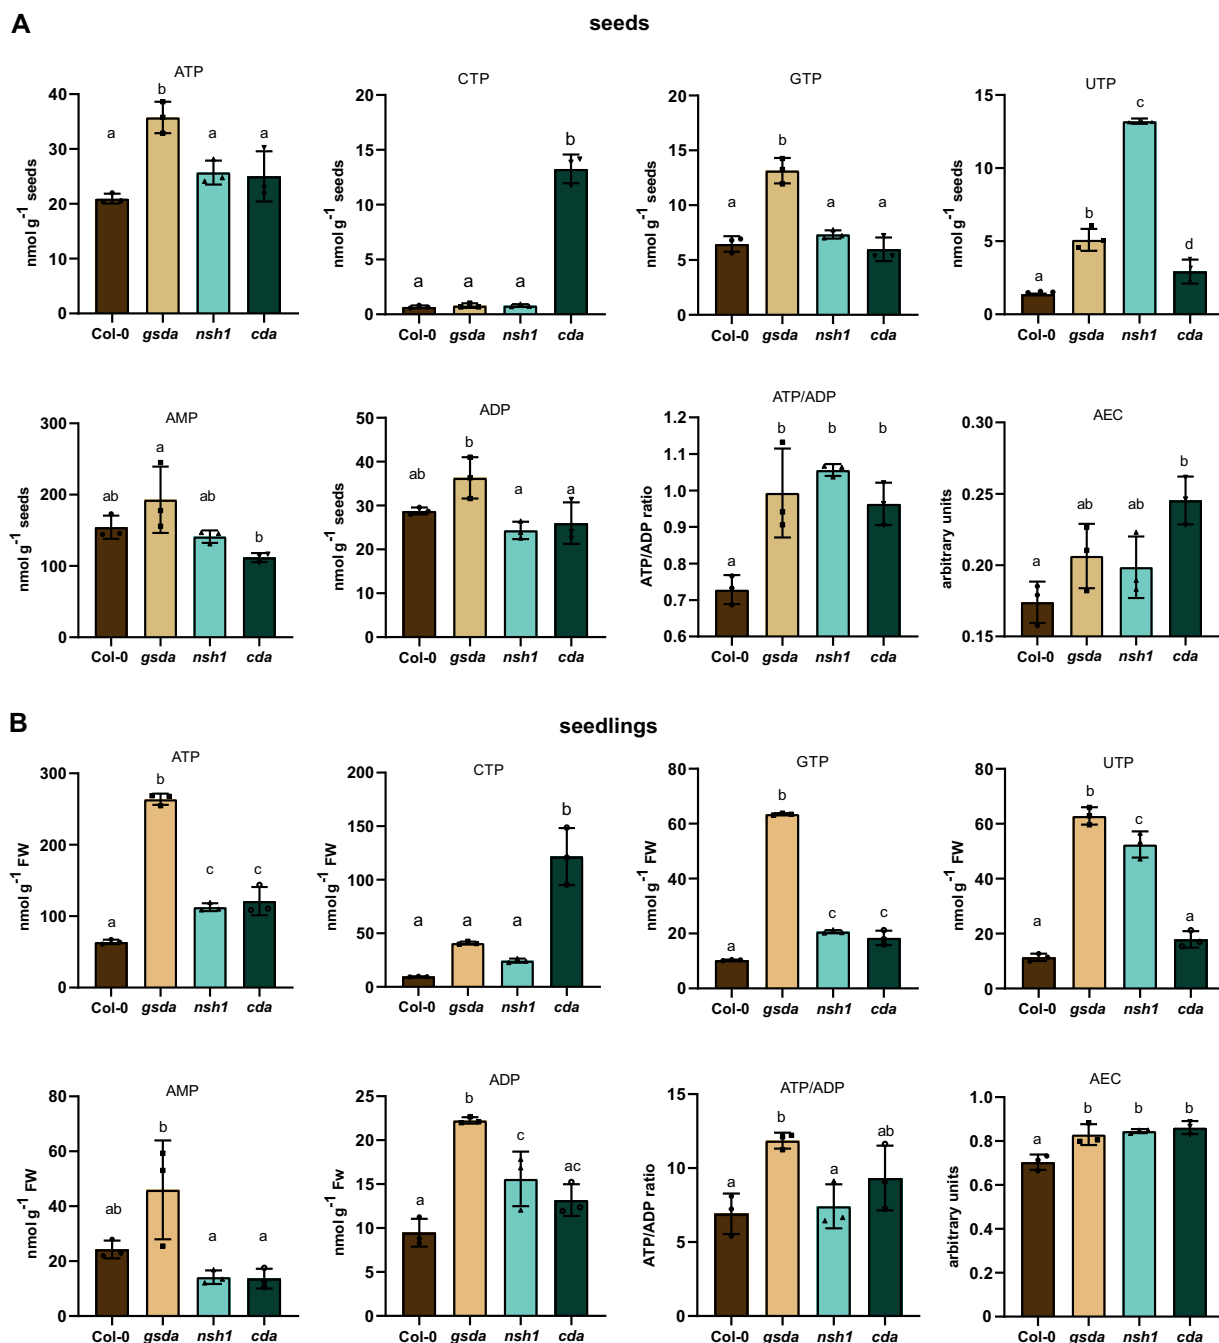 A
seeds
ATP
nmol g-1 seeds
50
40
30
20
10
0
a
b
a
a
Col-0 gsda nsh1 cda
CTP
nmol g-1 seeds
20
15
10
5
0
a
a
a
b
Col-0 gsda nsh1 cda
GTP
nmol g-1 seeds
20
15
10
5
0
a
b
a
a
Col-0 gsda nsh1 cda
UTP
nmol g-1 seeds
15
10
5
0
a
b
c
d
Col-0 gsda nsh1 cda
AMP
nmol g-1 seeds
300
200
100
0
ab
a
ab
b
Col-0 gsda nsh1 cda
ADP
nmol g-1 seeds
50
40
30
20
10
0
ab
b
a
a
Col-0 gsda nsh1 cda
ATP/ADP
ATP/ADP ratio
1.2
1.1
1.0
0.9
0.8
0.7
0.6
a
b
b
b
Col-0 gsda nsh1 cda
AEC
arbitrary units
0.30
0.25
0.20
0.15
a
ab
ab
b
Col-0 gsda nsh1 cda
B
seedlings
ATP
nmol g-1 FW
300
200
100
0
a
b
c
c
Col-0 gsda nsh1 cda
CTP
nmol g-1 FW
200
150
100
50
0
a
a
a
b
Col-0 gsda nsh1 cda
GTP
nmol g-1 FW
80
60
40
20
0
a
b
c
c
Col-0 gsda nsh1 cda
UTP
nmol g-1 FW
80
60
40
20
0
a
b
c
a
Col-0 gsda nsh1 cda
AMP
nmol g-1 FW
80
60
40
20
0
ab
b
a
a
Col-0 gsda nsh1 cda
ADP
nmol g-1 Fw
25
20
15
10
5
0
a
b
c
ac
Col-0 gsda nsh1 cda
ATP/ADP
ATP/ADP ratio
15
10
5
0
a
b
a
ab
Col-0 gsda nsh1 cda
AEC
arbitrary units
1.0
0.8
0.6
0.4
0.2
0.0
a
b
b
b
Col-0 gsda nsh1 cda